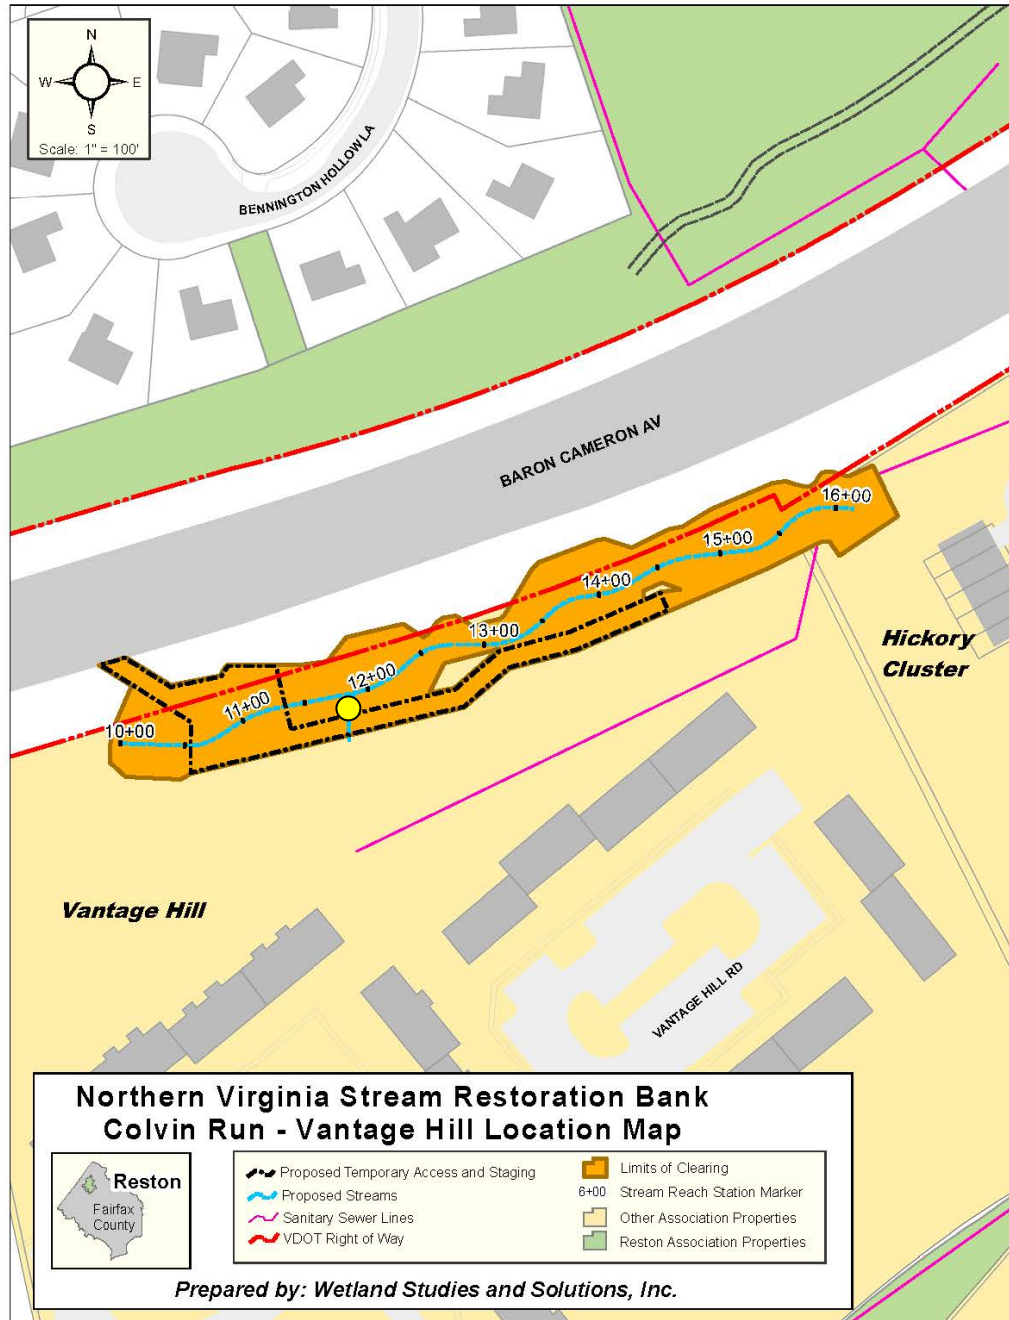 N
W E
S
Scale: 1" = 100'
BENNINGTON HOLLOW LA
BARON CAMERON AV
16+00
15+00
14+00
13+00
12+00
11+00
10+00
Hickory
Cluster
Vantage Hill
VANTAGE HILL RD
Northern Virginia Stream Restoration Bank
Colvin Run - Vantage Hill Location Map
Reston
Fairfax
County
Proposed Temporary Access and Staging
Proposed Streams
Sanitary Sewer Lines
VDOT Right of Way
Limits of Clearing
6+00 Stream Reach Station Marker
Other Association Properties
Reston Association Properties
Prepared by: Wetland Studies and Solutions, Inc.